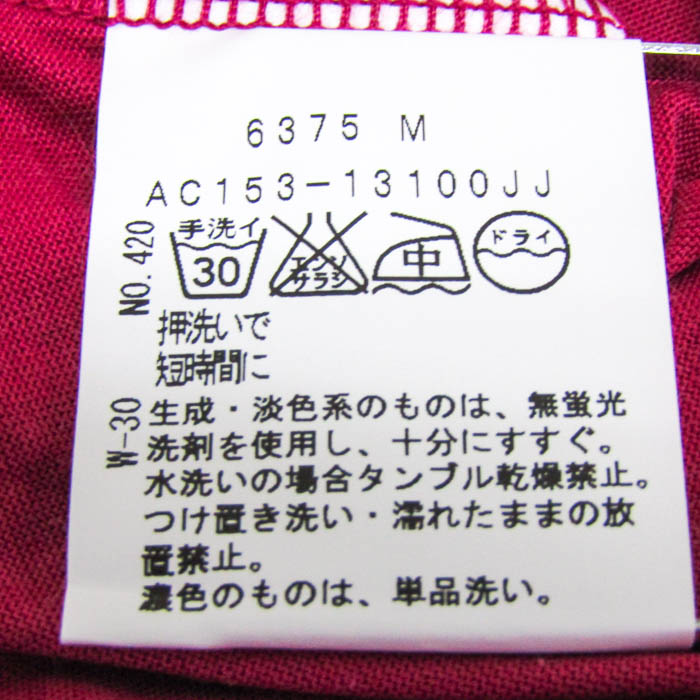 6375 M
AC153-13100JJ
NO.420
手洗イ
30
エンソ
サラシ
中
ドライ
押洗いで
短時間に
W-30
生成・淡色系のものは、無蛍光
洗剤を使用し、十分にすすぐ。
水洗いの場合タンブル乾燥禁止。
つけ置き洗い・濡れたままの放
置禁止。
濃色のものは、単品洗い。